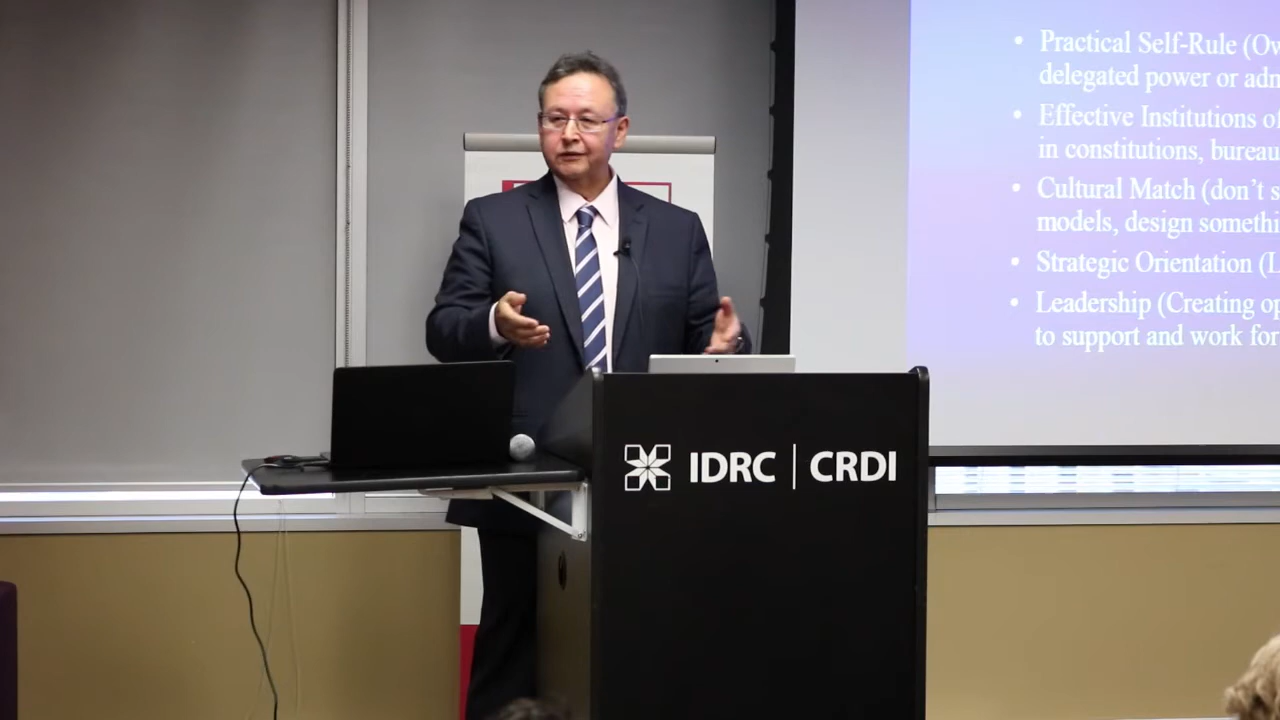 • Practical Self-Rule (Ow
delegated power or adm
• Effective Institutions of
in constitutions, bureau
• Cultural Match (don't s
models, design somethi
• Strategic Orientation (L
• Leadership (Creating op
to support and work for
IDRC | CRDI